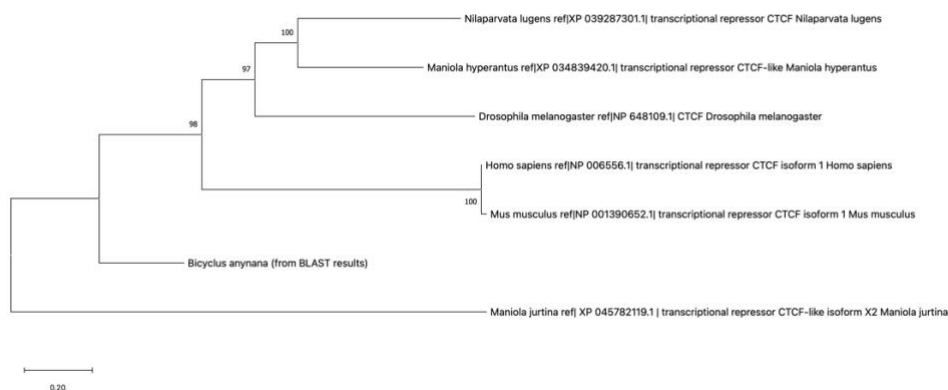 Nilaparvata lugens ref|XP 039287301.1| transcriptional repressor CTCF Nilaparvata lugens
100
Maniola hyperantus ref|XP 034839420.1| transcriptional repressor CTCF-like Maniola hyperantus
97
Drosophila melanogaster ref|NP 648109.1| CTCF Drosophila melanogaster
98
Homo sapiens ref|NP 006556.1| transcriptional repressor CTCF isoform 1 Homo sapiens
100
Mus musculus ref|NP 001390652.1| transcriptional repressor CTCF isoform 1 Mus musculus
Bicyclus anynana (from BLAST results)
Maniola jurtina ref| XP 045782119.1 | transcriptional repressor CTCF-like isoform X2 Maniola jurtina
0.20